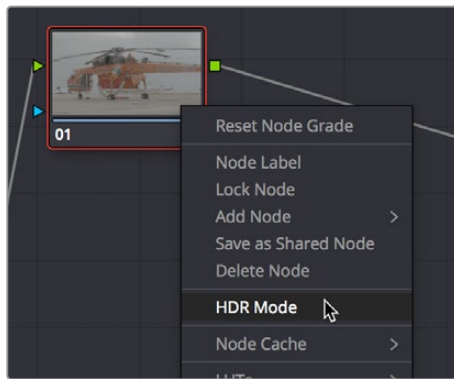 01
Reset Node Grade
Node Label
Lock Node
Add Node >
Save as Shared Node
Delete Node
HDR Mode
Node Cache >
LUTs >